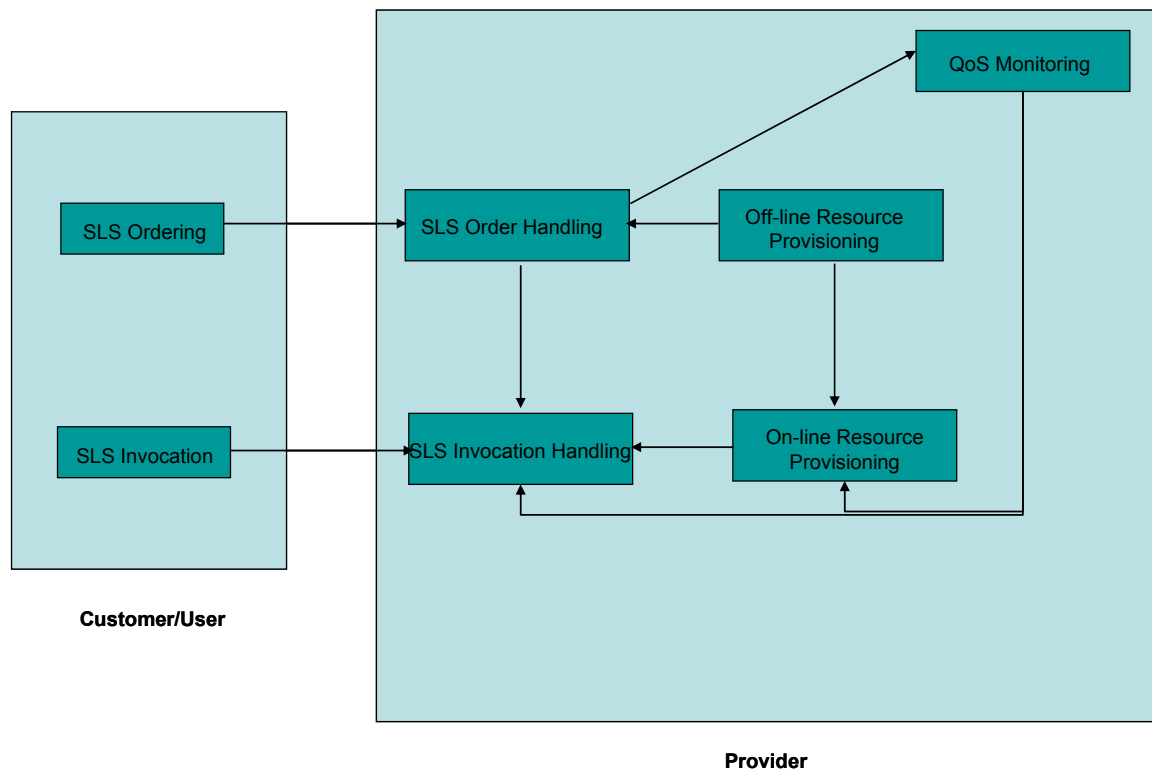 QoS Monitoring
SLS Ordering
SLS Order Handling
Off-line Resource
Provisioning
SLS Invocation
SLS Invocation Handling
On-line Resource
Provisioning
Customer/User
Provider